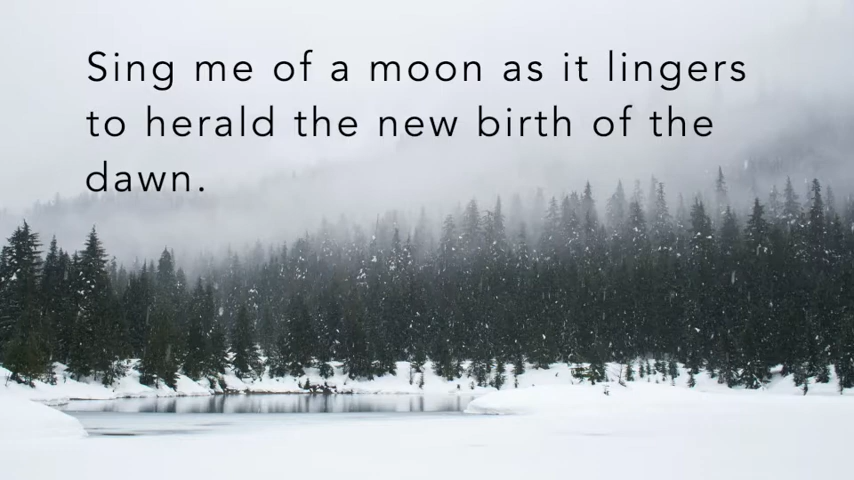 Sing me of a moon as it lingers
to herald the new birth of the
dawn.